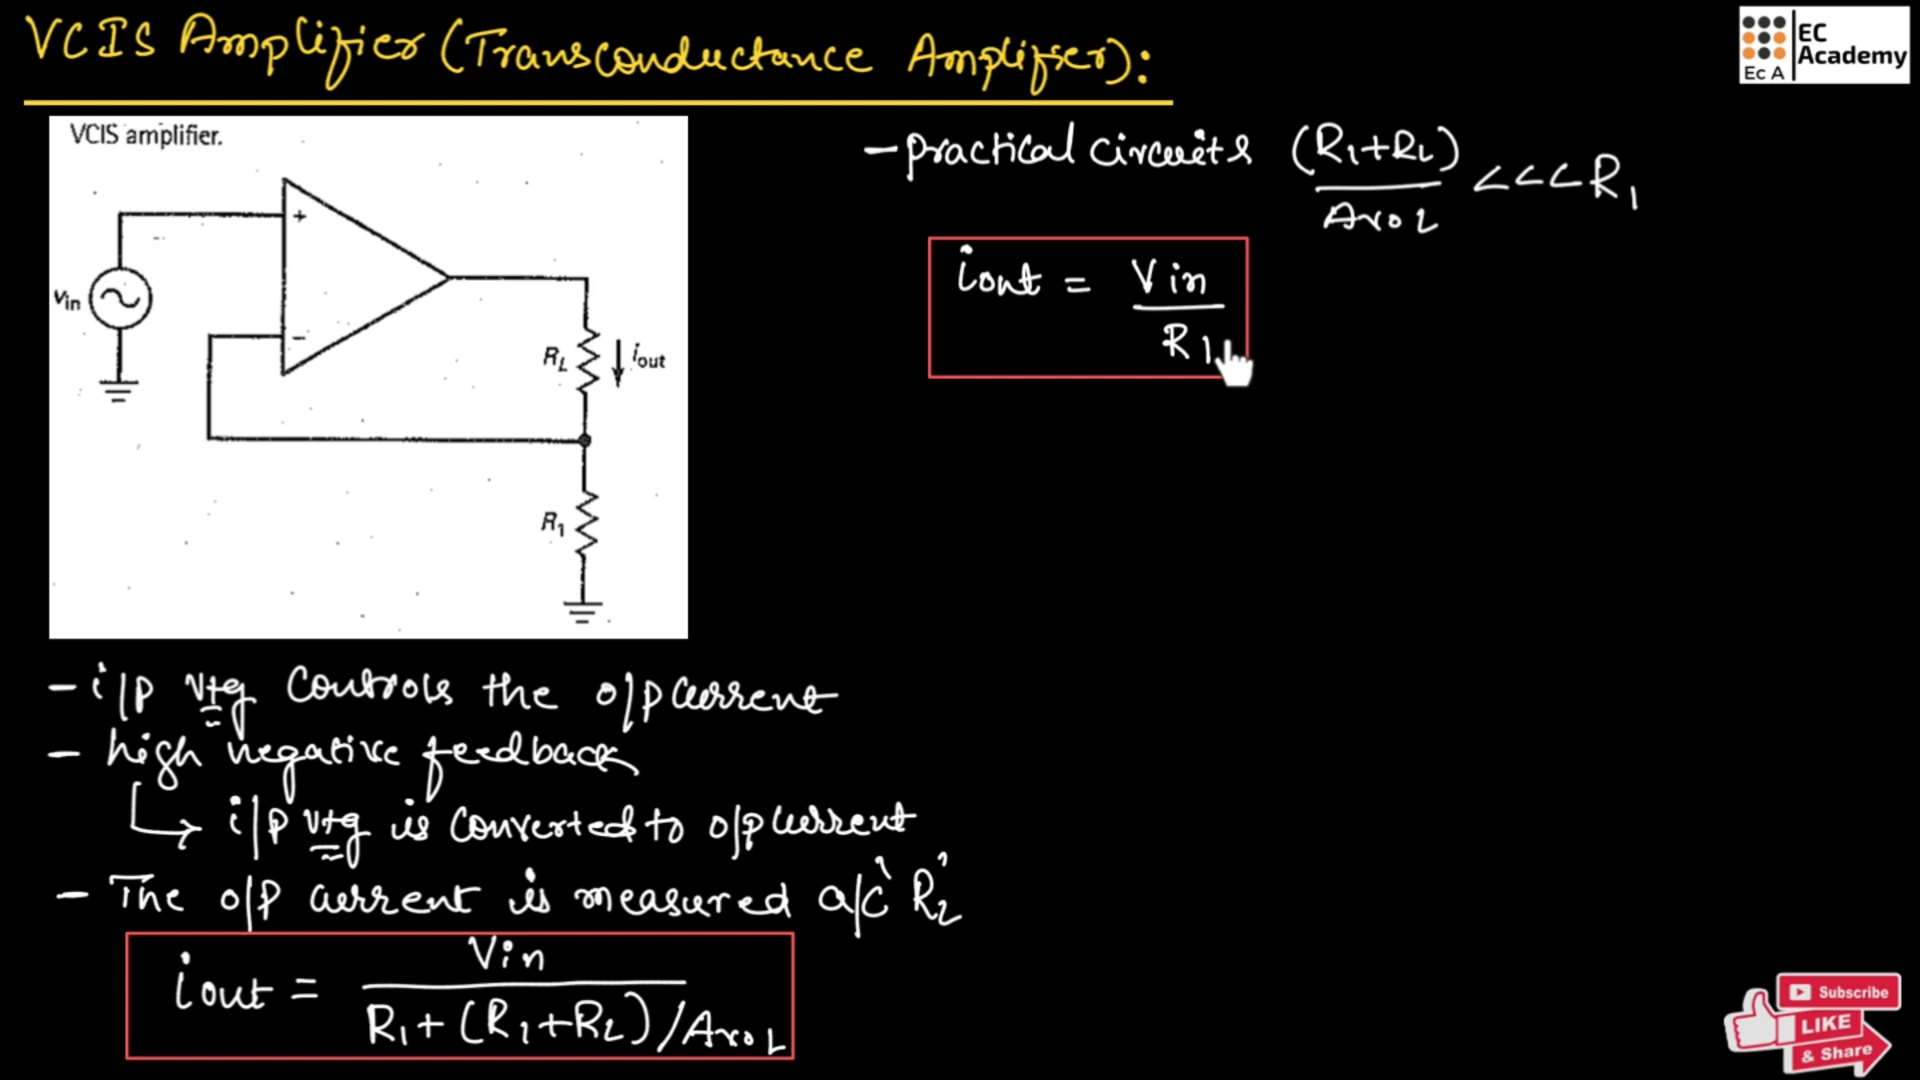 VCIS Amplifier (Transconductance Amplifier):
EC
Academy
Ec A
VCIS amplifier.
+
vin
−
RL
iout
R1
- practical circuits (R1+RL)/AVOL <<< R1
iout = Vin/R1
- i/p vtg controls the o/p current
- high negative feedback
↳ i/p vtg is converted to o/p current
- The o/p current is measured a/c 'RL'
iout = Vin/R1+(R1+RL)/AVOL
Subscribe
LIKE
& Share